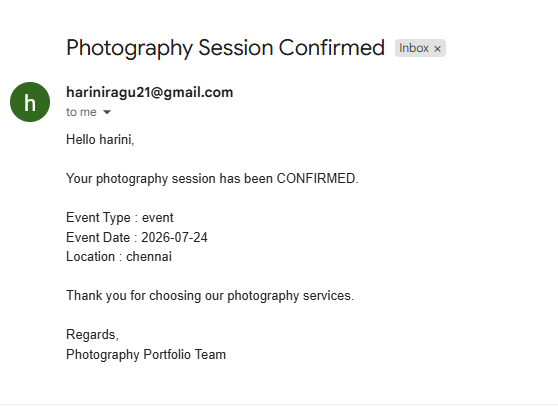 Photography Session Confirmed Inbox ×
h
hariniragu21@gmail.com
to me
Hello harini,
Your photography session has been CONFIRMED.
Event Type : event
Event Date : 2026-07-24
Location : chennai
Thank you for choosing our photography services.
Regards,
Photography Portfolio Team